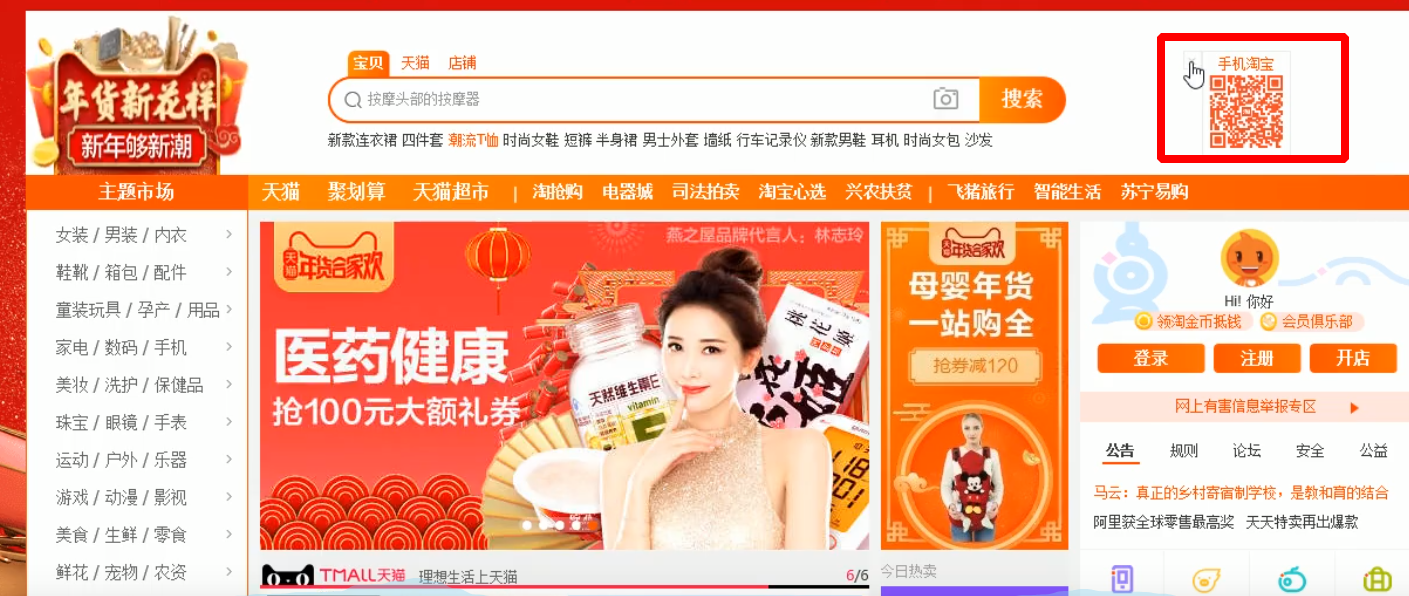 年货新花样
新年够新潮
宝贝 天猫 店铺
按摩头部的按摩器
搜索
新款连衣裙 四件套 潮流T恤 时尚女鞋 短裤 半身裙 男士外套 墙纸 行车记录仪 新款男鞋 耳机 时尚女包 沙发
手机淘宝
主题市场
天猫 聚划算 天猫超市 | 淘抢购 电器城 司法拍卖 淘宝心选 兴农扶贫 | 飞猪旅行 智能生活 苏宁易购
女装 / 男装 / 内衣
鞋靴 / 箱包 / 配件
童装玩具 / 孕产 / 用品
家电 / 数码 / 手机
美妆 / 洗护 / 保健品
珠宝 / 眼镜 / 手表
运动 / 户外 / 乐器
游戏 / 动漫 / 影视
美食 / 生鲜 / 零食
鲜花 / 宠物 / 农资
燕之屋品牌代言人：林志玲
天猫
年货合家欢
医药健康
抢100元大额礼券
天然维生素E
vitamin
E
桃花姬
TMALL天猫 理想生活上天猫
6/6
天猫
年货合家欢
母婴年货
一站购全
抢券减120
今日热卖
Hi! 你好
领淘金币抵钱 会员俱乐部
登录 注册 开店
网上有害信息举报专区
公告 规则 论坛 安全 公益
马云：真正的乡村寄宿制学校，是教和育的结合
阿里获全球零售最高奖 天天特卖再出爆款